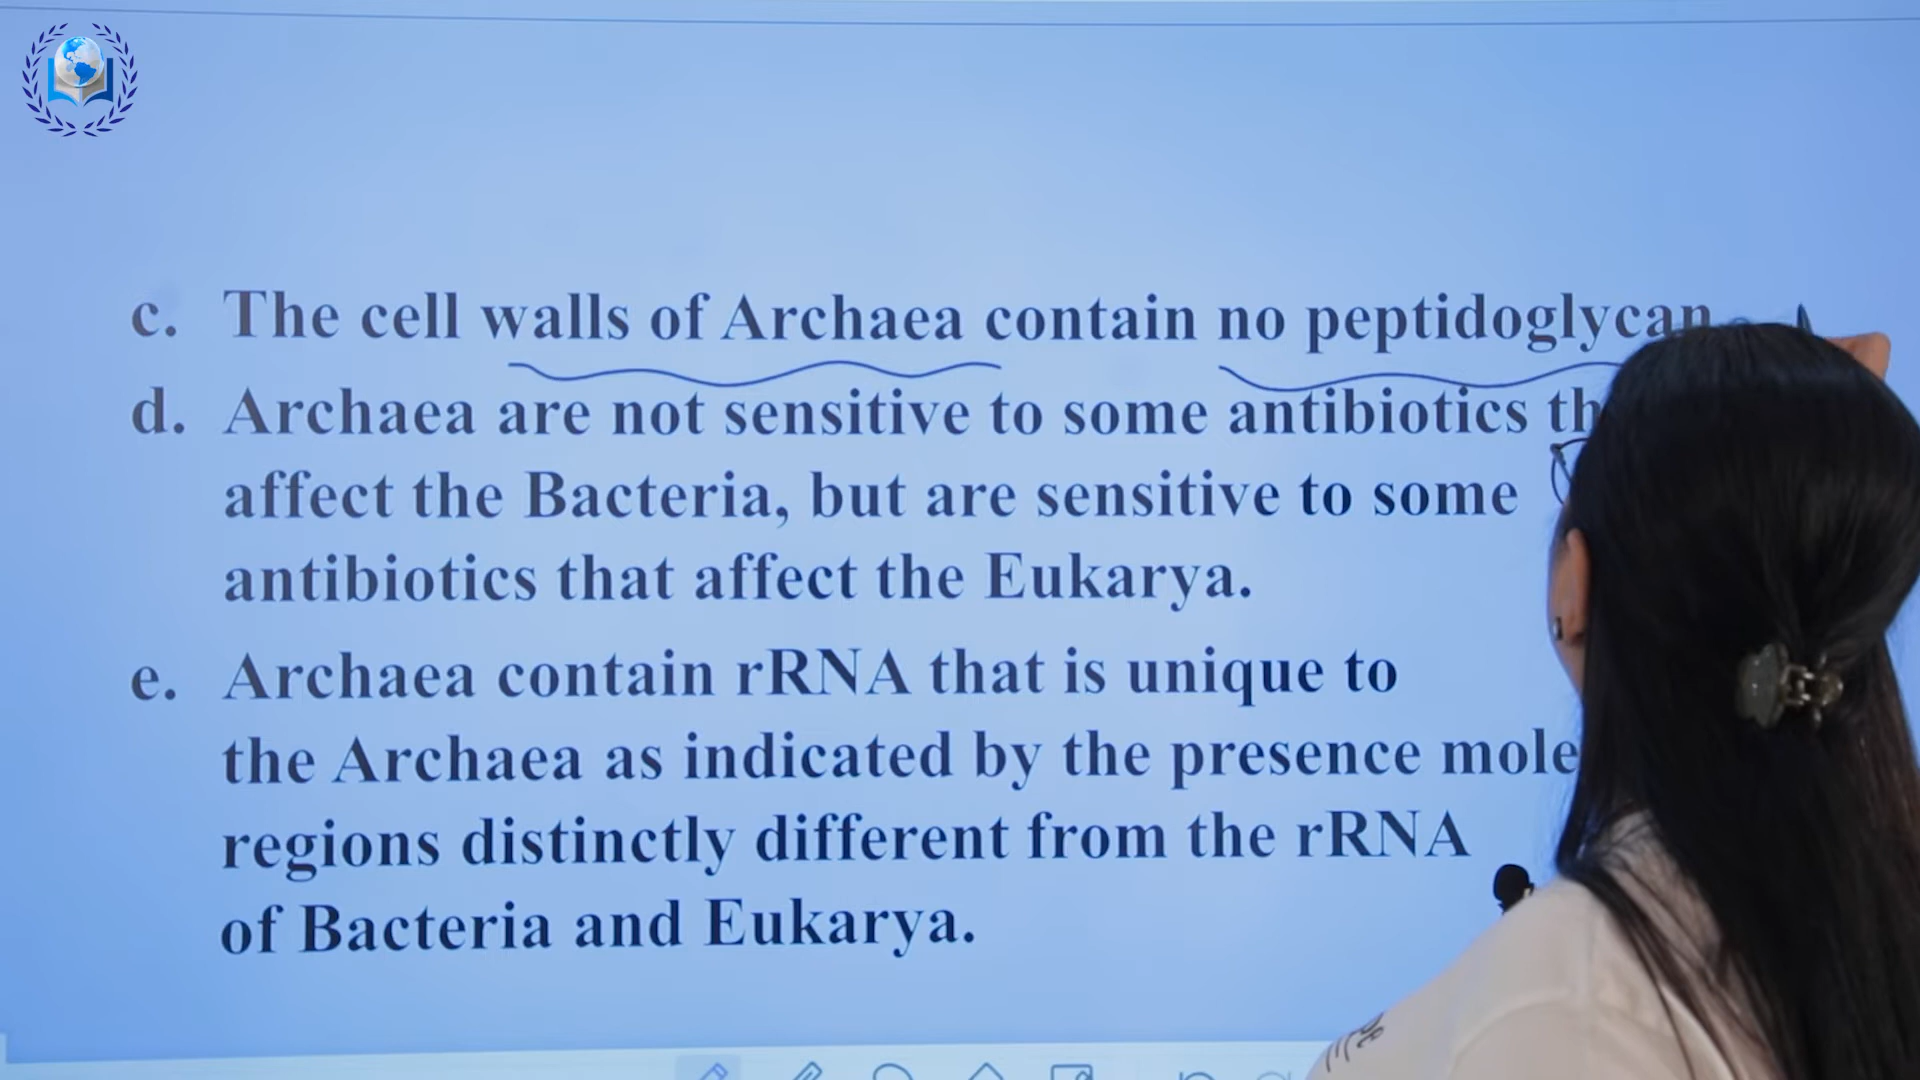 c. The cell walls of Archaea contain no peptidoglycan
d. Archaea are not sensitive to some antibiotics
affect the Bacteria, but are sensitive to some
antibiotics that affect the Eukarya.
e. Archaea contain rRNA that is unique to
the Archaea as indicated by the presence
regions distinctly different from the rRNA
of Bacteria and Eukarya.